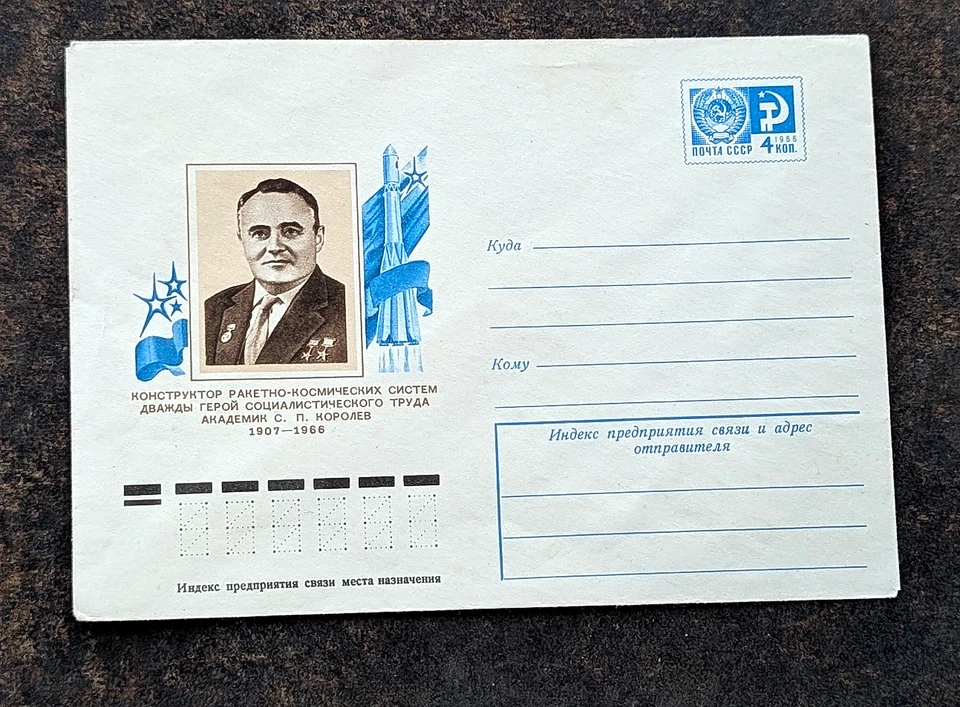 ПОЧТА СССР 4 1966 КОП.
КОНСТРУКТОР РАКЕТНО-КОСМИЧЕСКИХ СИСТЕМ
ДВАЖДЫ ГЕРОЙ СОЦИАЛИСТИЧЕСКОГО ТРУДА
АКАДЕМИК С. П. КОРОЛЕВ
1907—1966
Индекс предприятия связи места назначения
Куда
Кому
Индекс предприятия связи и адрес
отправителя